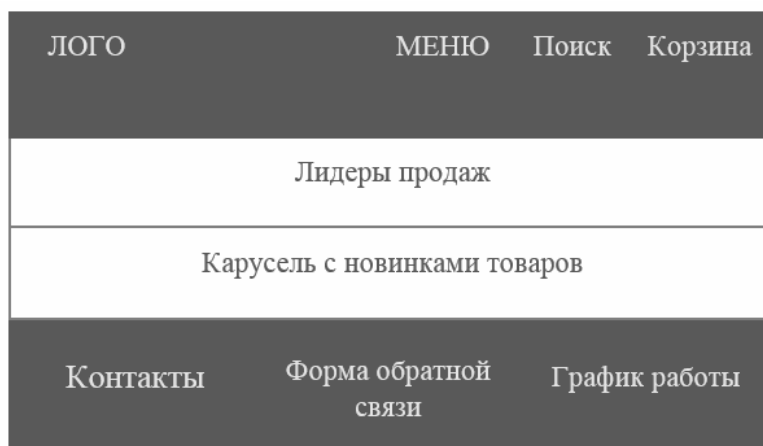 ЛОГО МЕНЮ Поиск Корзина
Лидеры продаж
Карусель с новинками товаров
Контакты
Форма обратной
связи
График работы